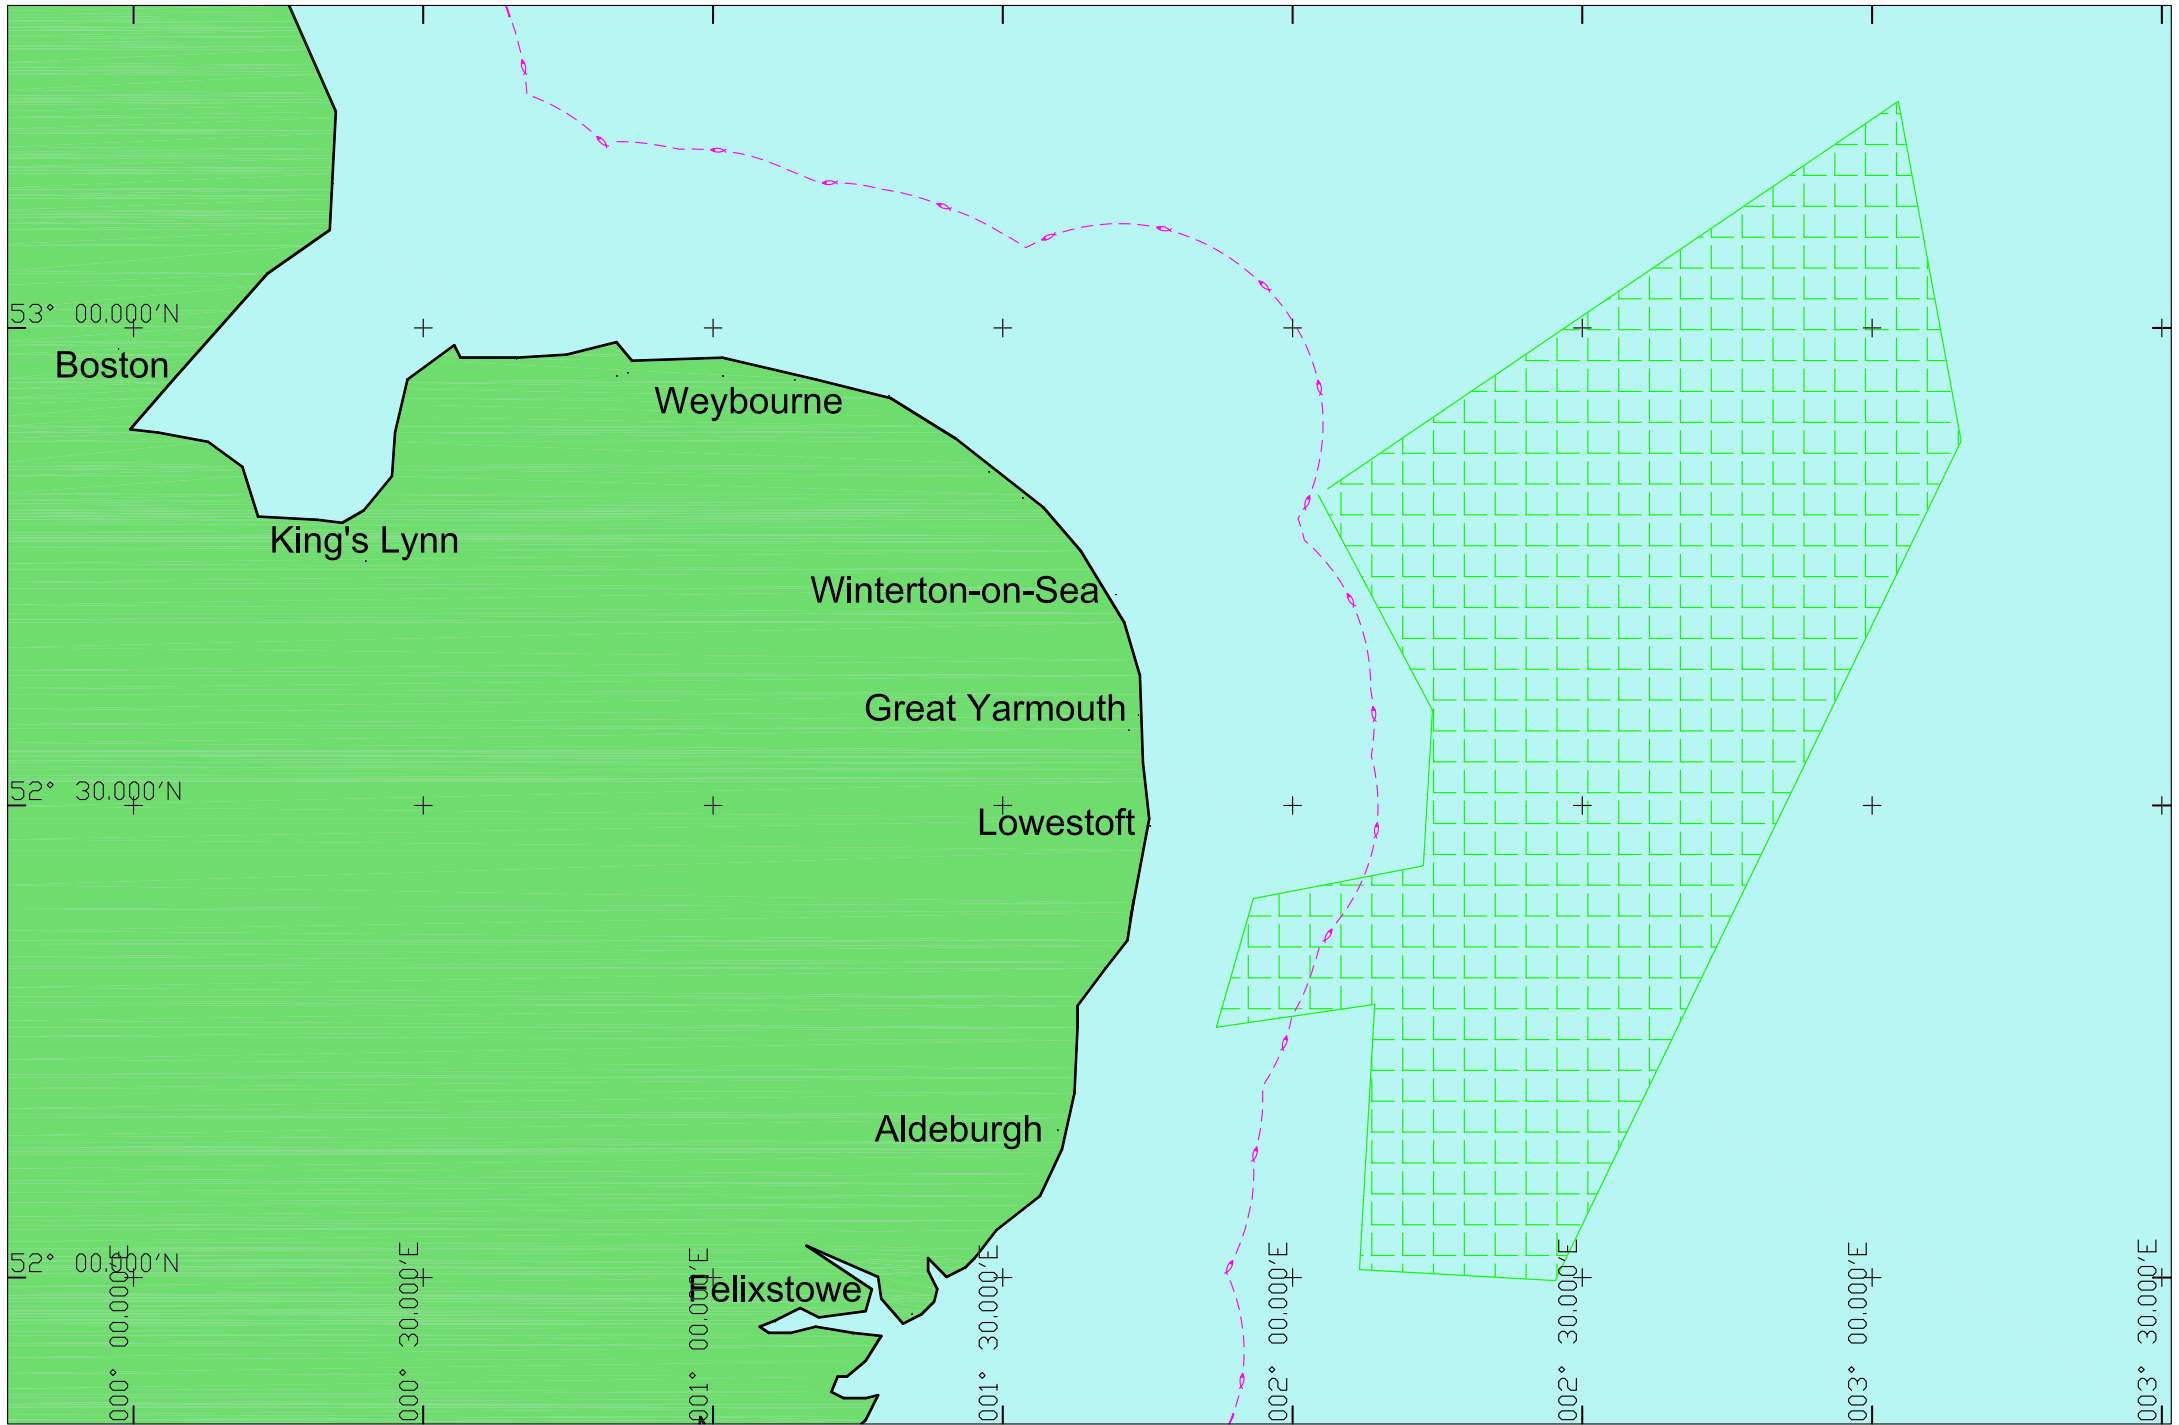 53° 00.000'N
Boston
Weybourne
King's Lynn
Winterton-on-Sea
Great Yarmouth
52° 30.000'N
Lowestoft
Aldeburgh
52° 00.000'N
Felixstowe
000° 00.000'E
000° 30.000'E
001° 00.000'E
001° 30.000'E
002° 00.000'E
002° 30.000'E
003° 00.000'E
003° 30.000'E